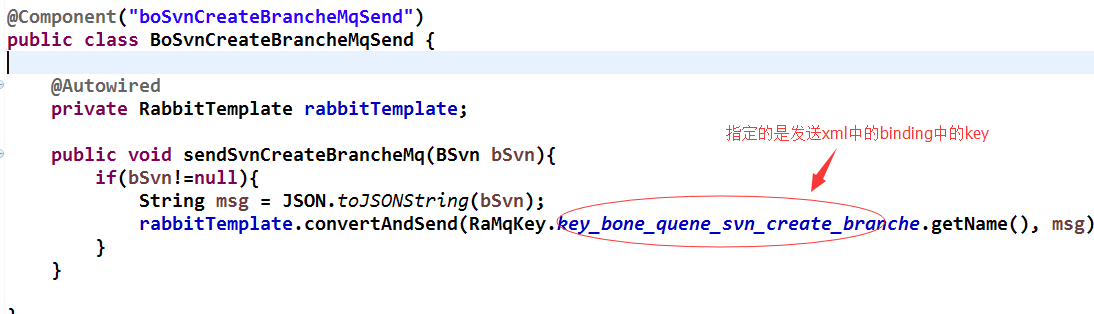 @Component("boSvnCreateBrancheMqSend")
public class BoSvnCreateBrancheMqSend {
@Autowired
private RabbitTemplate rabbitTemplate;
指定的是发送xml中的binding中的key
public void sendSvnCreateBrancheMq(BSvn bSvn){
if(bSvn!=null){
String msg = JSON.toJSONString(bSvn);
rabbitTemplate.convertAndSend(RaMqKey.key_bone_quene_svn_create_branche.getName(), msg)
}
}
}